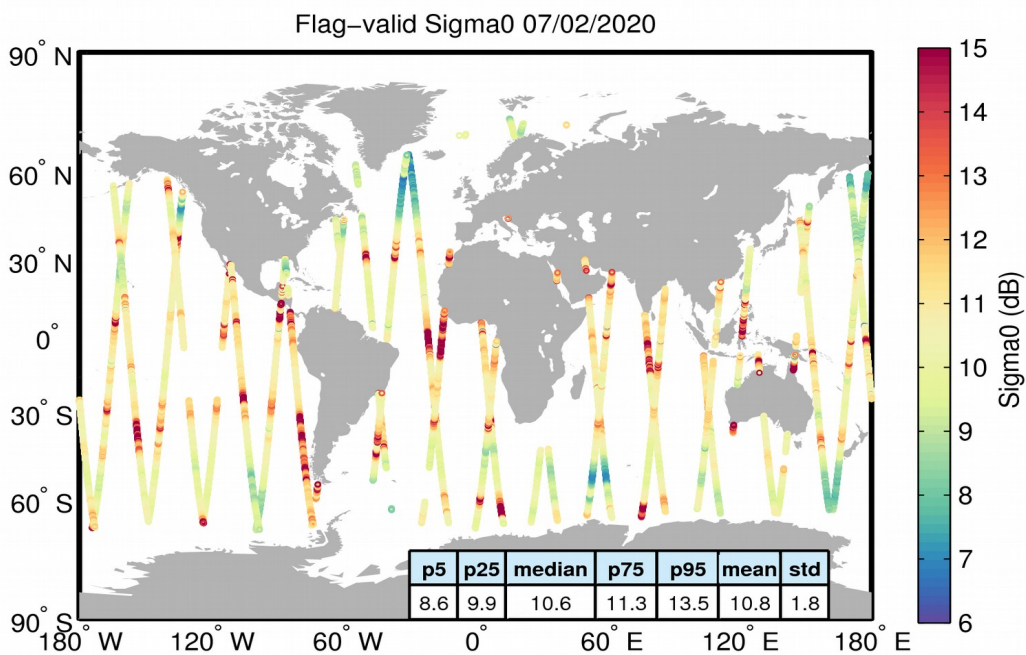 Flag−valid Sigma0 07/02/2020
90° N
60° N
30° N
0°
30° S
60° S
90° S
180° W
120° W
60° W
0°
60° E
120° E
180° E
p5 p25 median p75 p95 mean std
8.6 9.9 10.6 11.3 13.5 10.8 1.8
15
14
13
12
11
10
9
8
7
6
Sigma0 (dB)